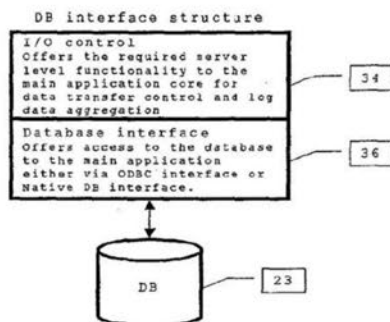 DB interface structure
I/O control
Offers the required server
level functionality to the
main application core for
data transfer control and log
data aggregation
34
Database interface
Offers access to the database
to the main application
either via ODBC interface or
Native DB interface.
36
DB
23